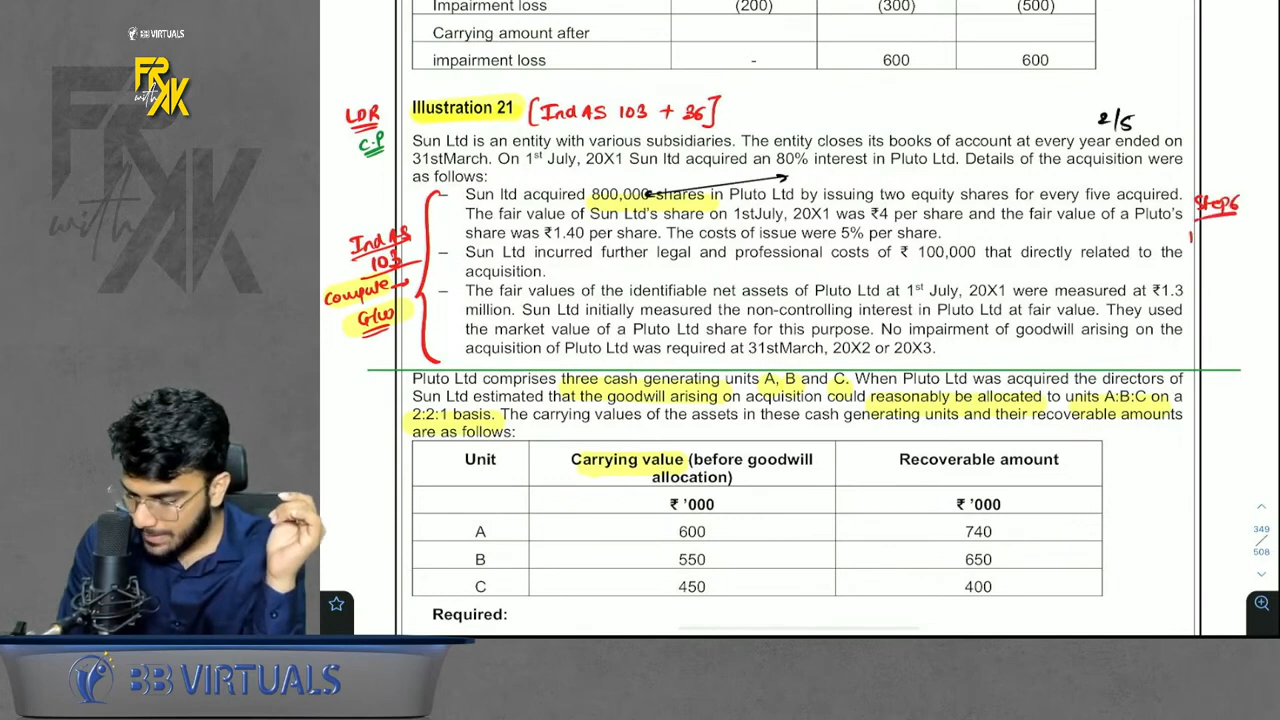 BB VIRTUALS
FR
with
AK
FR
with
AK
Impairment loss (200) (300) (500)
Carrying amount after
impairment loss - 600 600
LDR
C.P
Illustration 21 [Ind AS 103 + 36]
2/5
Sun Ltd is an entity with various subsidiaries. The entity closes its books of account at every year ended on
31stMarch. On 1st July, 20X1 Sun ltd acquired an 80% interest in Pluto Ltd. Details of the acquisition were
as follows:
– Sun ltd acquired 800,000 shares in Pluto Ltd by issuing two equity shares for every five acquired.
The fair value of Sun Ltd's share on 1stJuly, 20X1 was ₹4 per share and the fair value of a Pluto's
share was ₹1.40 per share. The costs of issue were 5% per share.
– Sun Ltd incurred further legal and professional costs of ₹ 100,000 that directly related to the
acquisition.
– The fair values of the identifiable net assets of Pluto Ltd at 1st July, 20X1 were measured at ₹1.3
million. Sun Ltd initially measured the non-controlling interest in Pluto Ltd at fair value. They used
the market value of a Pluto Ltd share for this purpose. No impairment of goodwill arising on the
acquisition of Pluto Ltd was required at 31stMarch, 20X2 or 20X3.
Ind AS
103
Compute
G/w
Steps
1
Pluto Ltd comprises three cash generating units A, B and C. When Pluto Ltd was acquired the directors of
Sun Ltd estimated that the goodwill arising on acquisition could reasonably be allocated to units A:B:C on a
2:2:1 basis. The carrying values of the assets in these cash generating units and their recoverable amounts
are as follows:
Unit Carrying value (before goodwill allocation) Recoverable amount
₹ '000 ₹ '000
A 600 740
B 550 650
C 450 400
Required:
349
508
BB VIRTUALS